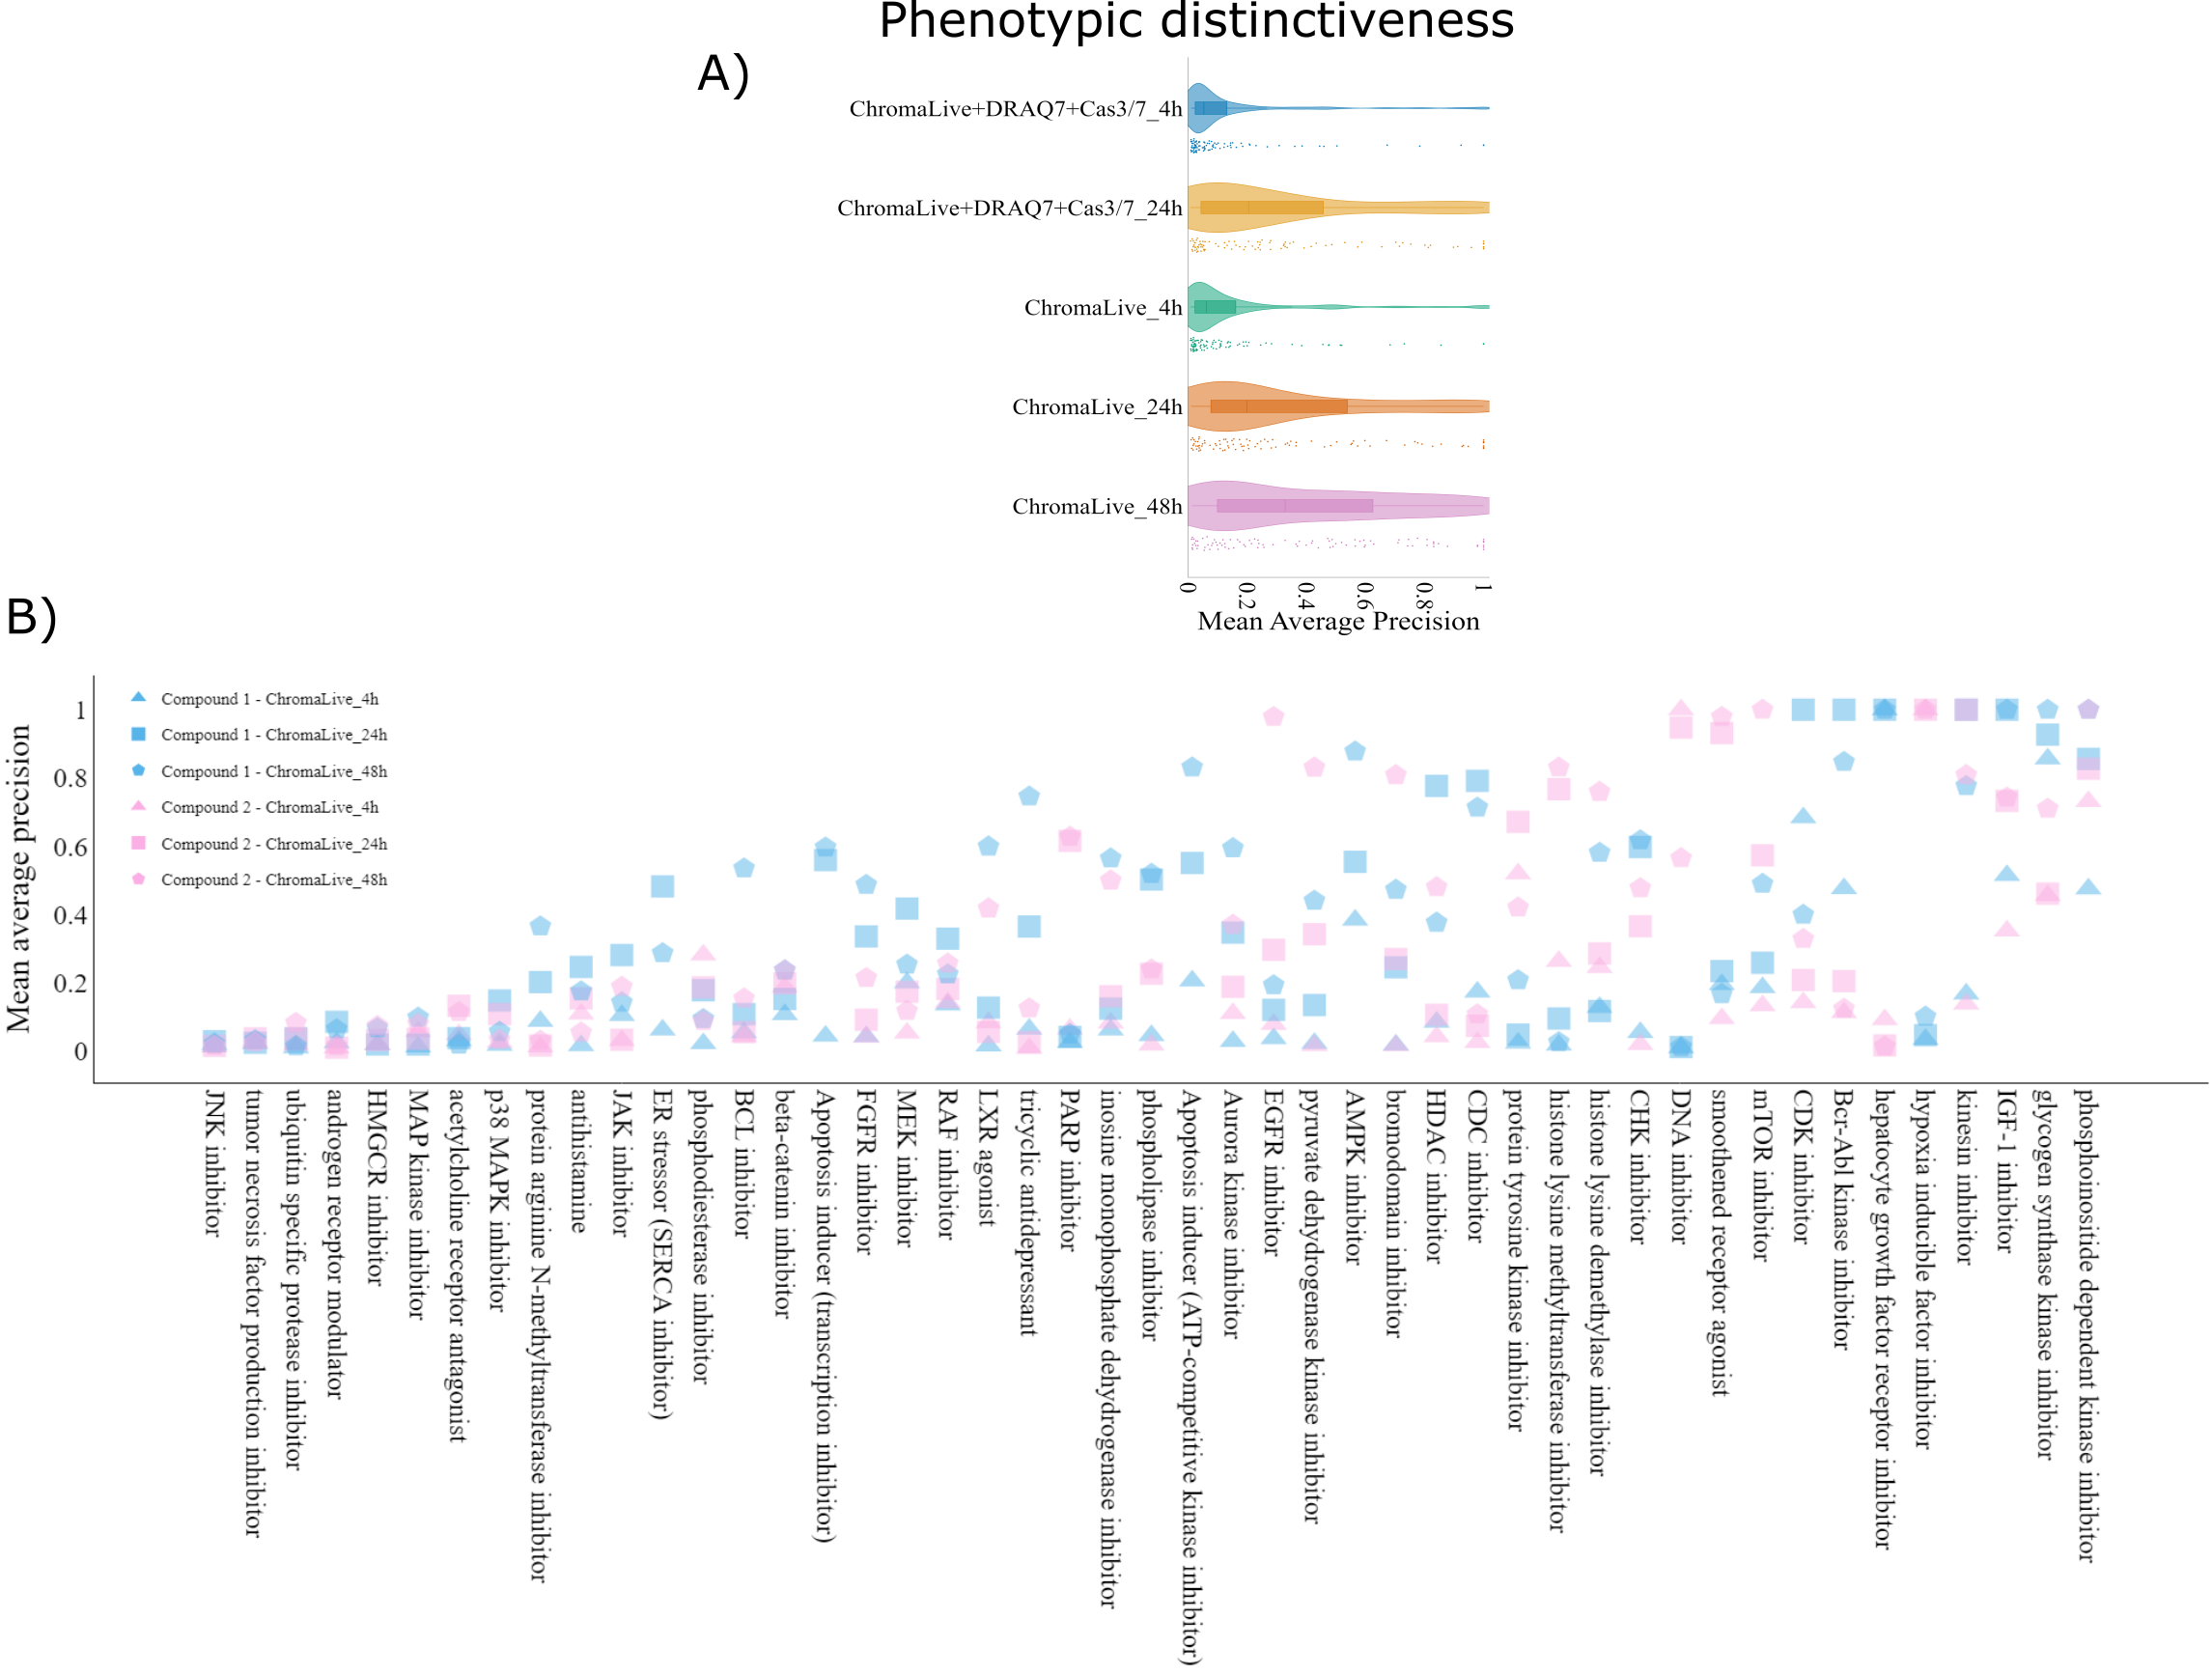 Phenotypic distinctiveness
A)
ChromaLive+DRAQ7+Cas3/7_4h
ChromaLive+DRAQ7+Cas3/7_24h
ChromaLive_4h
ChromaLive_24h
ChromaLive_48h
0
0.2
0.4
0.6
0.8
1
Mean Average Precision
B)
Mean average precision
1
0.8
0.6
0.4
0.2
0
Compound 1 - ChromaLive_4h
Compound 1 - ChromaLive_24h
Compound 1 - ChromaLive_48h
Compound 2 - ChromaLive_4h
Compound 2 - ChromaLive_24h
Compound 2 - ChromaLive_48h
JNK inhibitor
tumor necrosis factor production inhibitor
ubiquitin specific protease inhibitor
androgen receptor modulator
HMGCR inhibitor
MAP kinase inhibitor
acetylcholine receptor antagonist
p38 MAPK inhibitor
protein arginine N-methyltransferase inhibitor
antihistamine
JAK inhibitor
ER stressor (SERCA inhibitor)
phosphodiesterase inhibitor
BCL inhibitor
beta-catenin inhibitor
Apoptosis inducer (transcription inhibitor)
FGFR inhibitor
MEK inhibitor
RAF inhibitor
LXR agonist
tricyclic antidepressant
PARP inhibitor
inosine monophosphate dehydrogenase inhibitor
phospholipase inhibitor
Apoptosis inducer (ATP-competitive kinase inhibitor)
Aurora kinase inhibitor
EGFR inhibitor
pyruvate dehydrogenase kinase inhibitor
AMPK inhibitor
bromodomain inhibitor
HDAC inhibitor
CDC inhibitor
protein tyrosine kinase inhibitor
histone lysine methyltransferase inhibitor
histone lysine demethylase inhibitor
CHK inhibitor
DNA inhibitor
smoothened receptor agonist
mTOR inhibitor
CDK inhibitor
Bcr-Abl kinase inhibitor
hepatocyte growth factor receptor inhibitor
hypoxia inducible factor inhibitor
kinesin inhibitor
IGF-1 inhibitor
glycogen synthase kinase inhibitor
phosphoinostide dependent kinase inhibitor